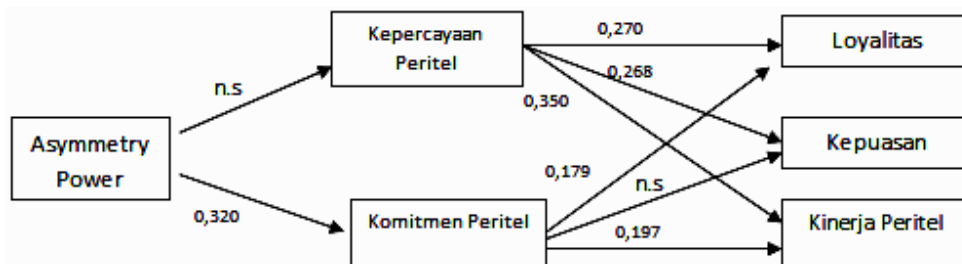 Kepercayaan
Peritel
0,270
Loyalitas
0,268
n.s
0,350
Asymmetry
Power
Kepuasan
0,179
n.s
0,320
Komitmen Peritel
0,197
Kinerja Peritel